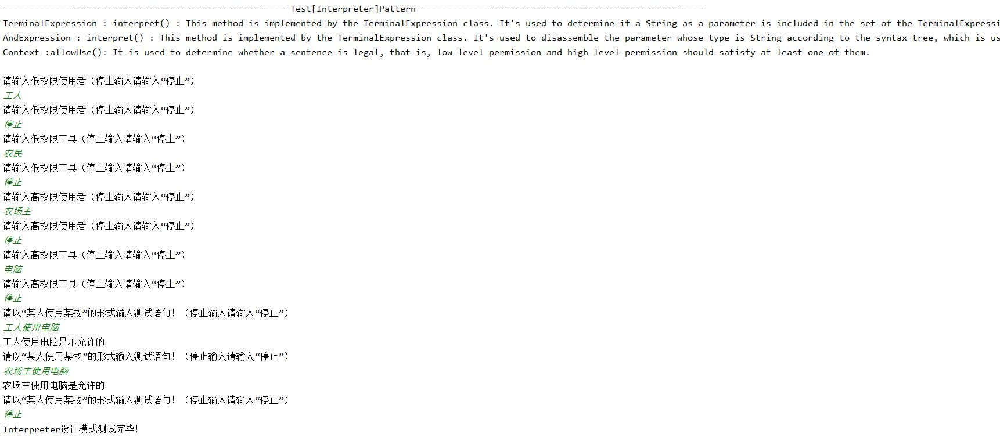 ————————————-------------------------------------———— Test[Interpreter]Pattern ————————————-------------------------------------————
TerminalExpression : interpret() : This method is implemented by the TerminalExpression class. It's used to determine if a String as a parameter is included in the set of the TerminalExpressi
AndExpression : interpret() : This method is implemented by the TerminalExpression class. It's used to disassemble the parameter whose type is String according to the syntax tree, which is us
Context :allowUse(): It is used to determine whether a sentence is legal, that is, low level permission and high level permission should satisfy at least one of them.
请输入低权限使用者（停止输入请输入“停止”）
工人
请输入低权限使用者（停止输入请输入“停止”）
停止
请输入低权限工具（停止输入请输入“停止”）
农民
请输入低权限工具（停止输入请输入“停止”）
停止
请输入高权限使用者（停止输入请输入“停止”）
农场主
请输入高权限使用者（停止输入请输入“停止”）
停止
请输入高权限工具（停止输入请输入“停止”）
电脑
请输入高权限工具（停止输入请输入“停止”）
停止
请以“某人使用某物”的形式输入测试语句！（停止输入请输入“停止”）
工人使用电脑
工人使用电脑是不允许的
请以“某人使用某物”的形式输入测试语句！（停止输入请输入“停止”）
农场主使用电脑
农场主使用电脑是允许的
请以“某人使用某物”的形式输入测试语句！（停止输入请输入“停止”）
停止
Interpreter设计模式测试完毕！